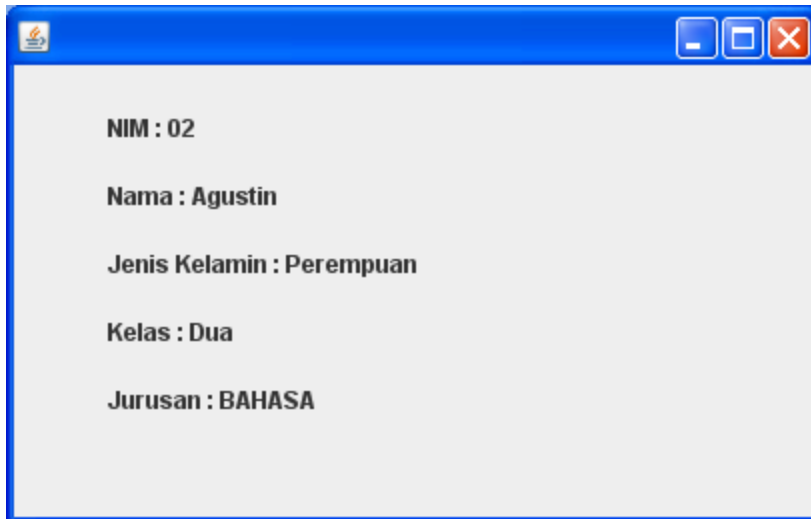 NIM : 02
Nama : Agustin
Jenis Kelamin : Perempuan
Kelas : Dua
Jurusan : BAHASA